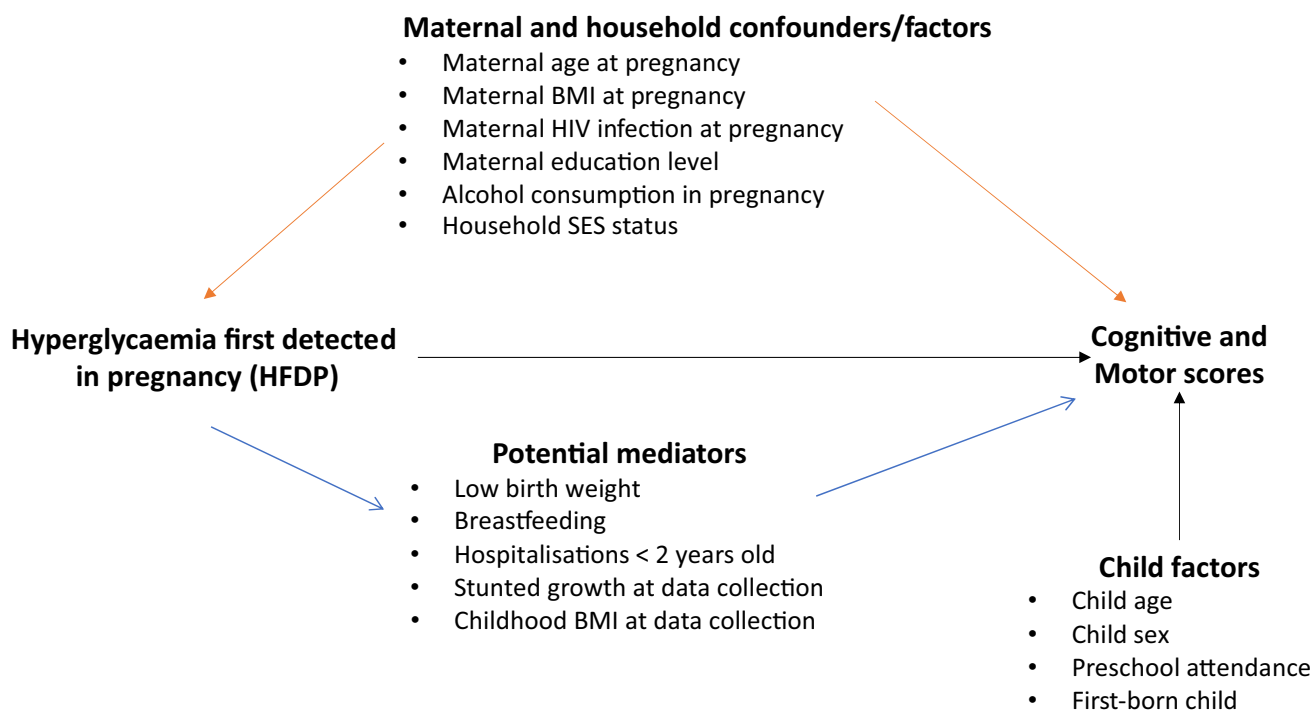 Maternal and household confounders/factors
• Maternal age at pregnancy
• Maternal BMI at pregnancy
• Maternal HIV infection at pregnancy
• Maternal education level
• Alcohol consumption in pregnancy
• Household SES status
Hyperglycaemia first detected
in pregnancy (HFDP)
Cognitive and
Motor scores
Potential mediators
• Low birth weight
• Breastfeeding
• Hospitalisations < 2 years old
• Stunted growth at data collection
• Childhood BMI at data collection
Child factors
• Child age
• Child sex
• Preschool attendance
• First-born child